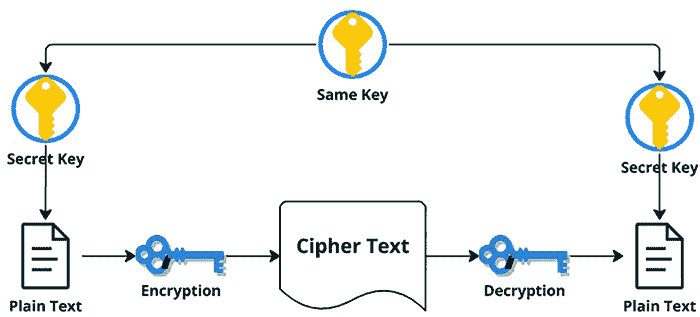 Same Key
Secret Key
Secret Key
Cipher Text
Plain Text
Encryption
Decryption
Plain Text